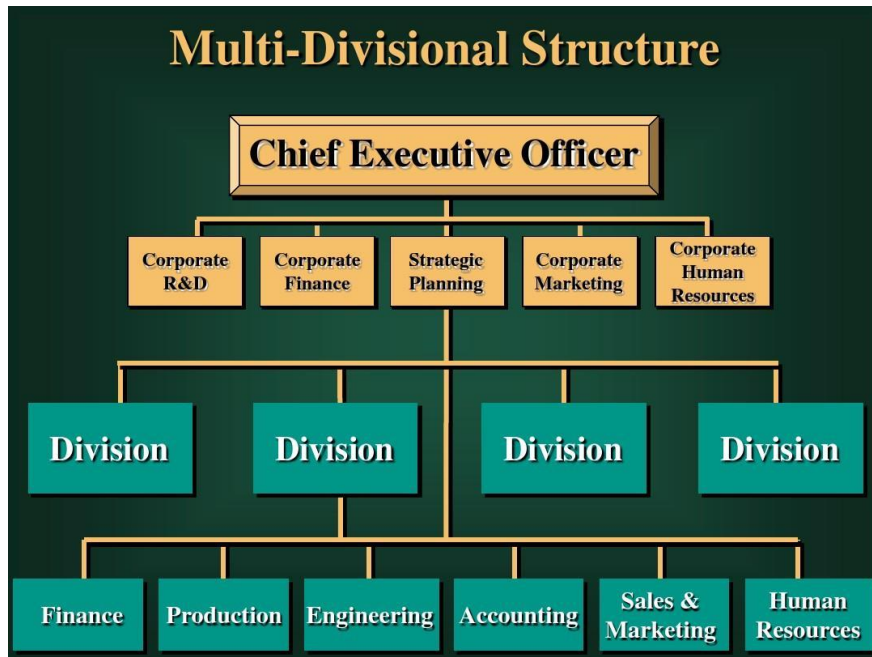 Multi-Divisional Structure
Chief Executive Officer
Corporate
R&D
Corporate
Finance
Strategic
Planning
Corporate
Marketing
Corporate
Human
Resources
Division
Division
Division
Division
Finance
Production
Engineering
Accounting
Sales &
Marketing
Human
Resources